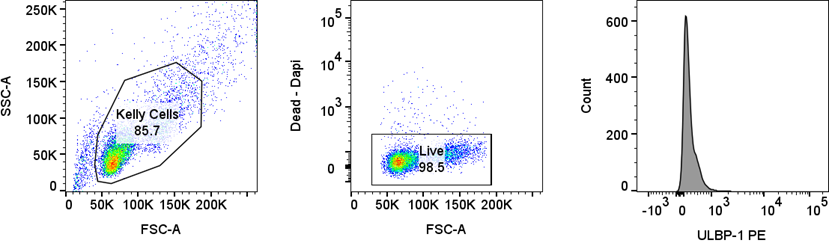 250K
200K
150K
100K
50K
0
SSC-A
Kelly Cells
85.7
0 50K 100K 150K 200K
FSC-A
10^5
10^4
10^3
0
Dead - Dapi
Live
98.5
0 50K 100K 150K 200K
FSC-A
600
400
200
0
Count
-10^3 0 10^3 10^4 10^5
ULBP-1 PE